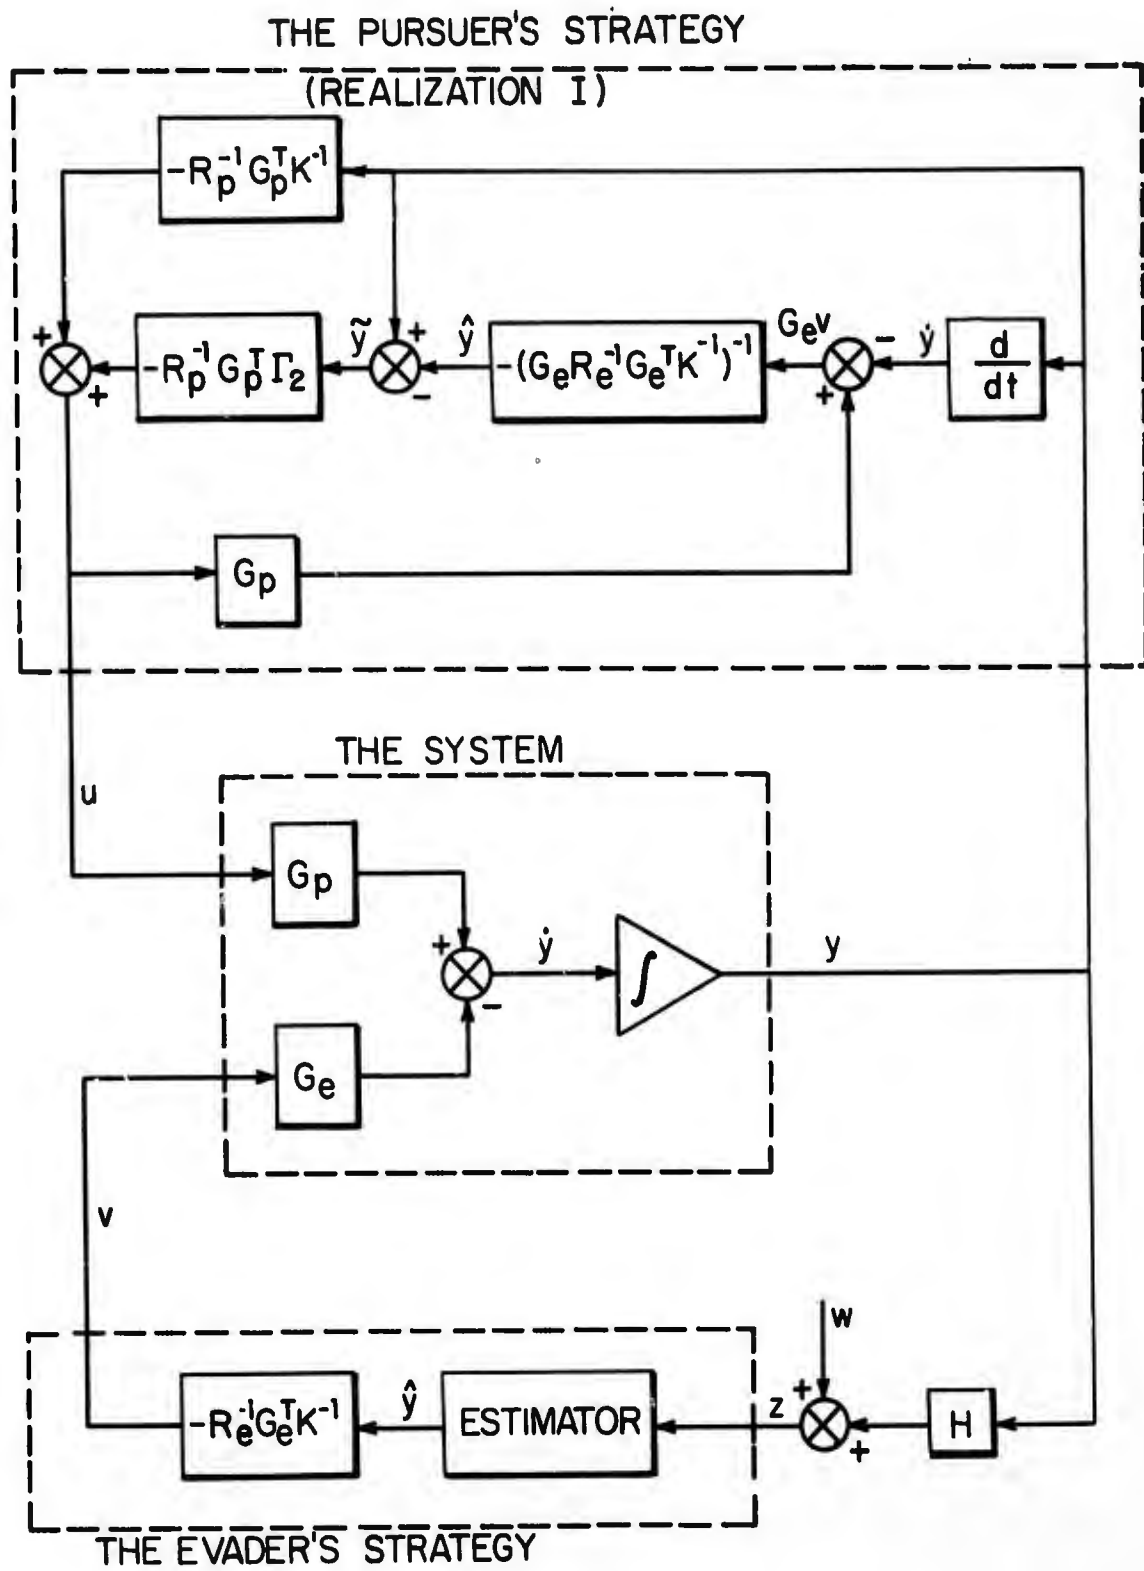 THE PURSUER'S STRATEGY
(REALIZATION I)
-R_p^{-1} G_p^T K^{-1}
+
+
-R_p^{-1} G_p^T Γ_2
ỹ
+
-
ŷ
-(G_e R_e^{-1} G_e^T K^{-1})^{-1}
G_e v
-
+
ẏ
d
dt
G_p
THE SYSTEM
u
G_p
+
-
ẏ
∫
y
G_e
v
w
-R_e^{-1} G_e^T K^{-1}
ŷ
ESTIMATOR
z
+
+
H
THE EVADER'S STRATEGY